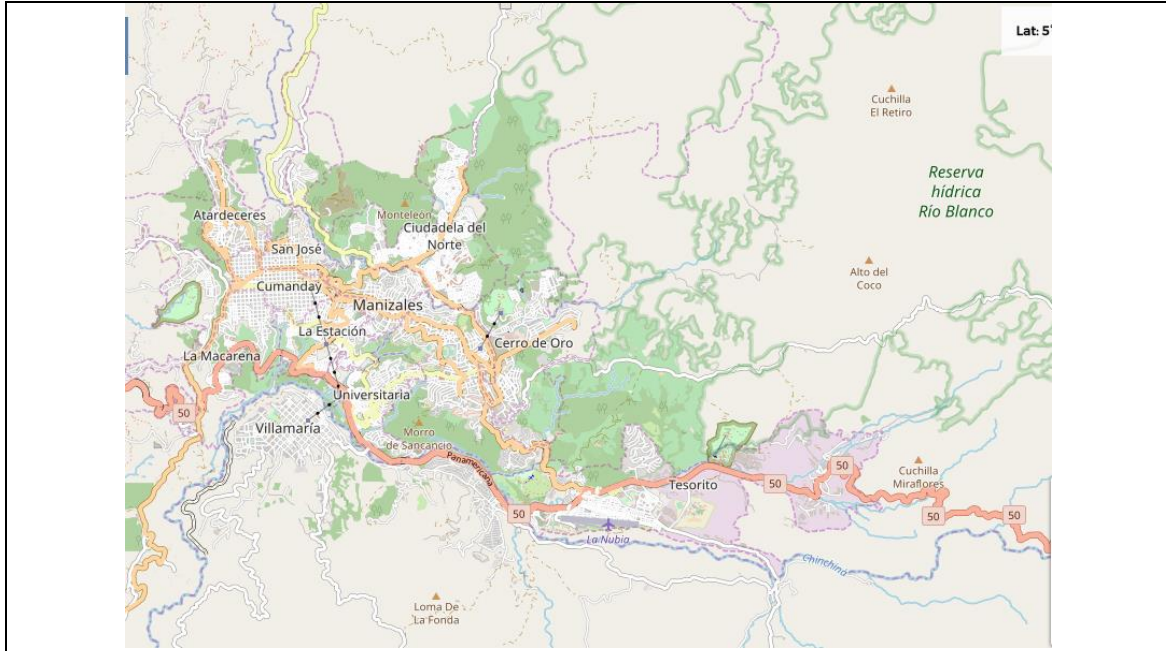 Lat: 5°
Cuchilla
El Retiro
Reserva
hídrica
Río Blanco
Atardeceres
Monteleón
Ciudadela del
Norte
San José
Alto del
Coco
Cumanday
Manizales
La Estación
Cerro de Oro
La Macarena
Universitaria
50
Villamaría
Morro
de Sancancio
Panamericana
Tesorito
50
50
Cuchilla
Miraflores
50
50
50
La Nubia
Chinchiná
Loma De
La Fonda